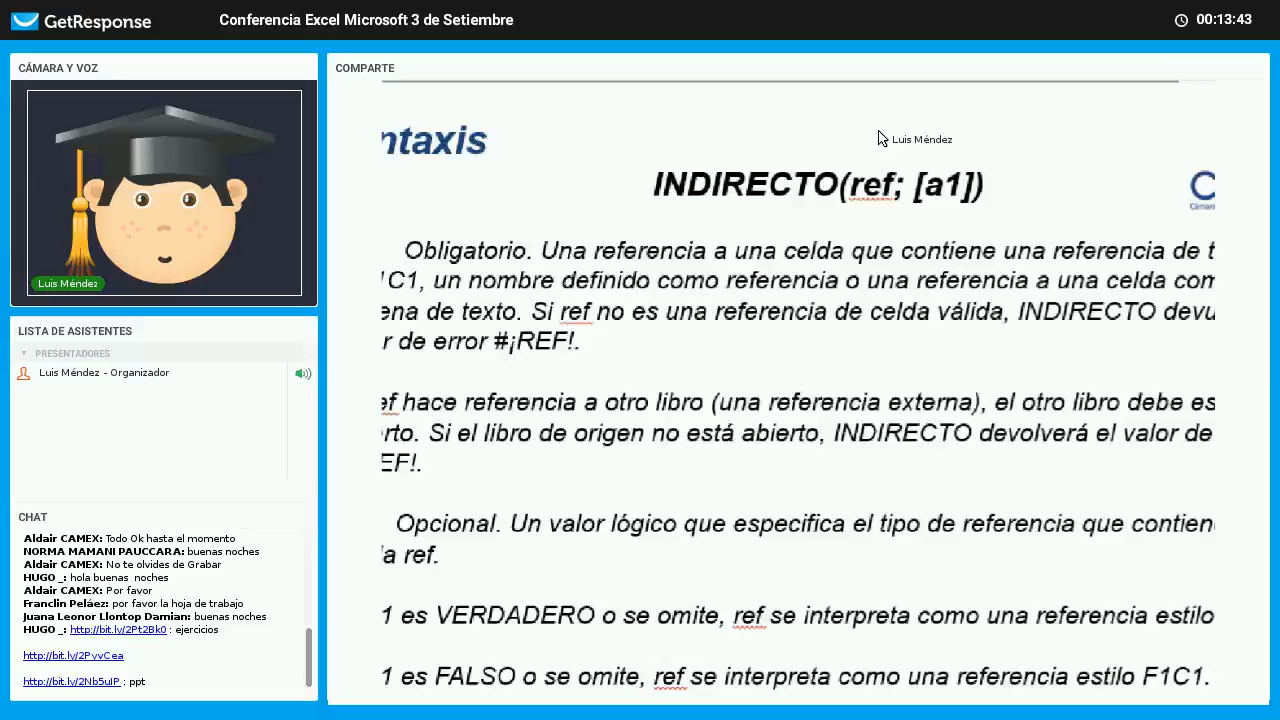 GetResponse
Conferencia Excel Microsoft 3 de Setiembre
00:13:43
CÁMARA Y VOZ
Luis Méndez
LISTA DE ASISTENTES
PRESENTADORES
Luis Méndez - Organizador
CHAT
Aldair CAMEX: Todo Ok hasta el momento
NORMA MAMANI PAUCCARA: buenas noches
Aldair CAMEX: No te olvides de Grabar
HUGO _: hola buenas noches
Aldair CAMEX: Por favor
Franclin Peláez: por favor la hoja de trabajo
Juana Leonor Llontop Damian: buenas noches
HUGO _: http://bit.ly/2Pt2Bk0 : ejercicios
http://bit.ly/2PyvCea
http://bit.ly/2Nb5uIP : ppt
COMPARTE
Luis Méndez
ntaxis
INDIRECTO(ref; [a1])
C
Cámar
Obligatorio. Una referencia a una celda que contiene una referencia de t
1C1, un nombre definido como referencia o una referencia a una celda com
ena de texto. Si ref no es una referencia de celda válida, INDIRECTO devu
r de error #¡REF!.
ef hace referencia a otro libro (una referencia externa), el otro libro debe es
rto. Si el libro de origen no está abierto, INDIRECTO devolverá el valor de
EF!.
Opcional. Un valor lógico que especifica el tipo de referencia que contien
la ref.
1 es VERDADERO o se omite, ref se interpreta como una referencia estilo
1 es FALSO o se omite, ref se interpreta como una referencia estilo F1C1.